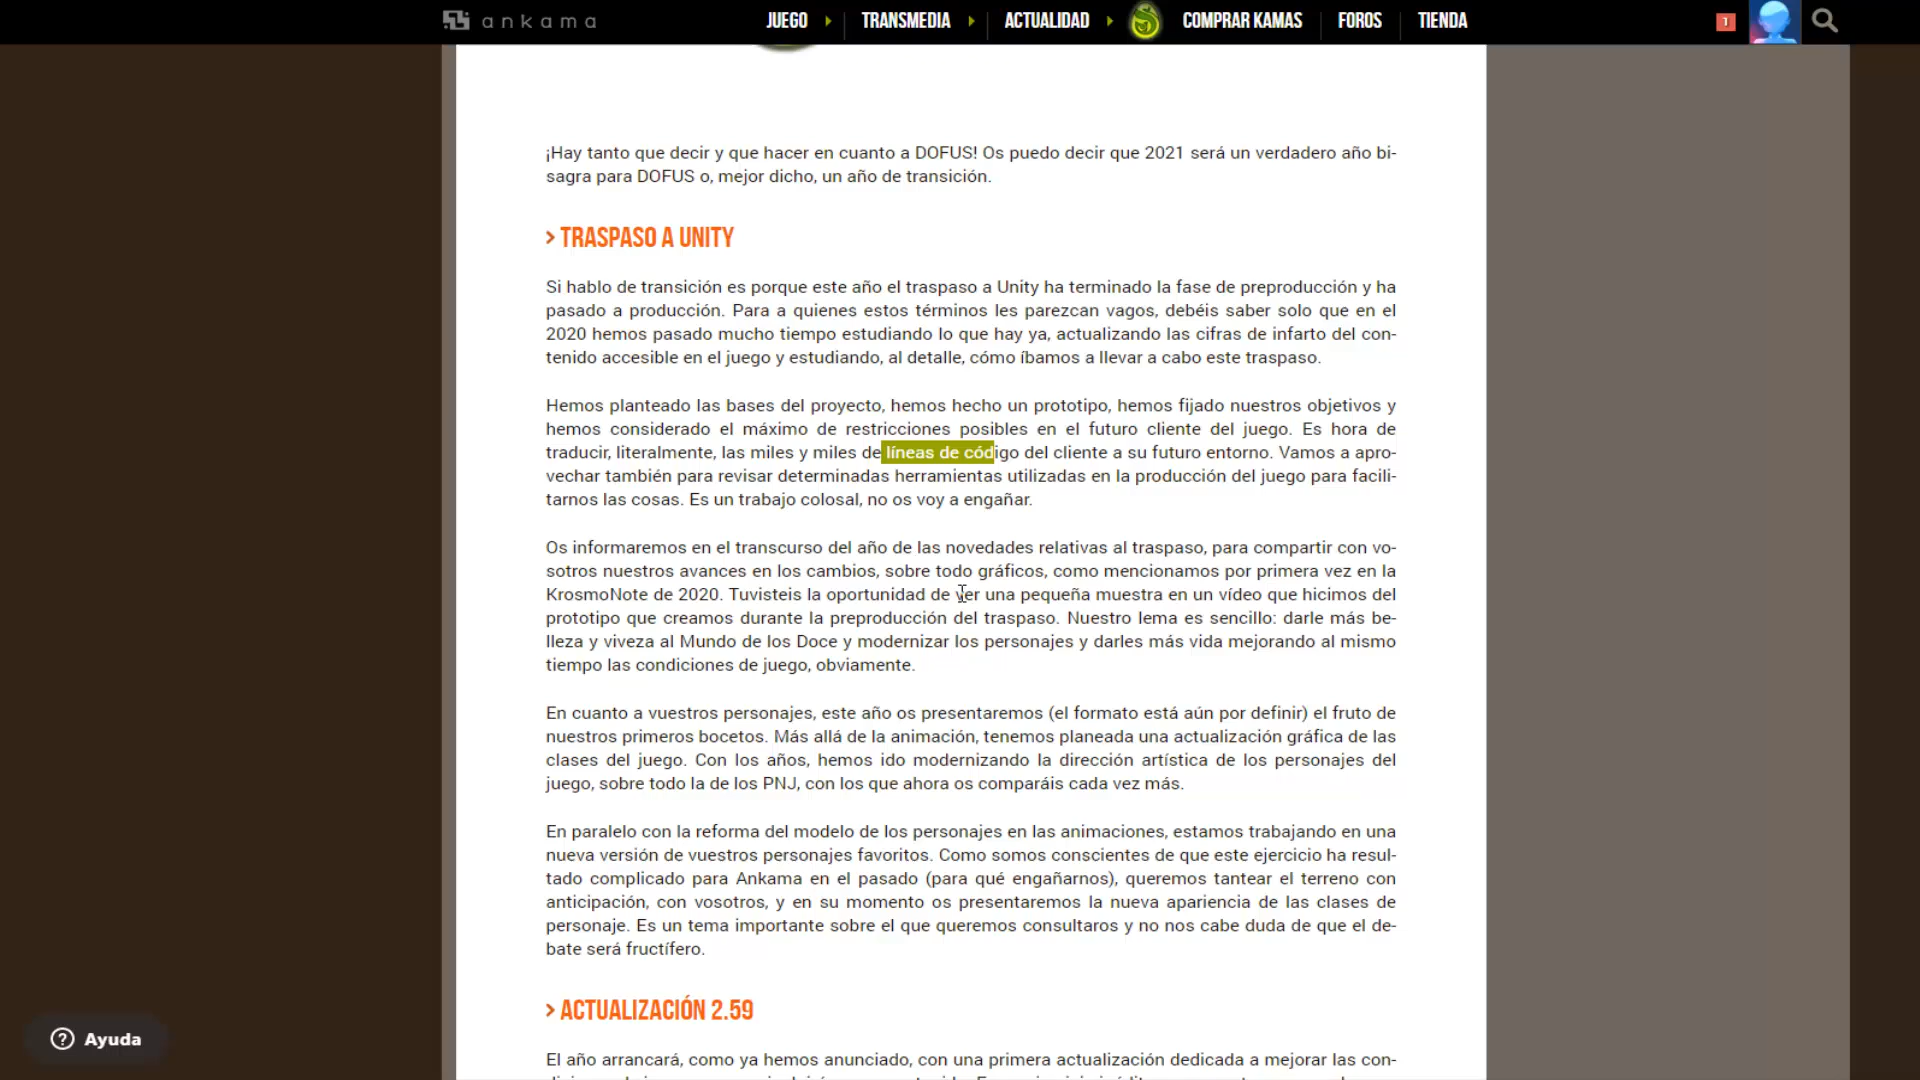 ankama
JUEGO
TRANSMEDIA
ACTUALIDAD
COMPRAR KAMAS
FOROS
TIENDA
1
¡Hay tanto que decir y que hacer en cuanto a DOFUS! Os puedo decir que 2021 será un verdadero año bi-
sagra para DOFUS o, mejor dicho, un año de transición.
> TRASPASO A UNITY
Si hablo de transición es porque este año el traspaso a Unity ha terminado la fase de preproducción y ha
pasado a producción. Para a quienes estos términos les parezcan vagos, debéis saber solo que en el
2020 hemos pasado mucho tiempo estudiando lo que hay ya, actualizando las cifras de infarto del con-
tenido accesible en el juego y estudiando, al detalle, cómo íbamos a llevar a cabo este traspaso.
Hemos planteado las bases del proyecto, hemos hecho un prototipo, hemos fijado nuestros objetivos y
hemos considerado el máximo de restricciones posibles en el futuro cliente del juego. Es hora de
traducir, literalmente, las miles y miles de líneas de código del cliente a su futuro entorno. Vamos a apro-
vechar también para revisar determinadas herramientas utilizadas en la producción del juego para facili-
tarnos las cosas. Es un trabajo colosal, no os voy a engañar.
Os informaremos en el transcurso del año de las novedades relativas al traspaso, para compartir con vo-
sotros nuestros avances en los cambios, sobre todo gráficos, como mencionamos por primera vez en la
KrosmoNote de 2020. Tuvisteis la oportunidad de ver una pequeña muestra en un vídeo que hicimos del
prototipo que creamos durante la preproducción del traspaso. Nuestro lema es sencillo: darle más be-
lleza y viveza al Mundo de los Doce y modernizar los personajes y darles más vida mejorando al mismo
tiempo las condiciones de juego, obviamente.
En cuanto a vuestros personajes, este año os presentaremos (el formato está aún por definir) el fruto de
nuestros primeros bocetos. Más allá de la animación, tenemos planeada una actualización gráfica de las
clases del juego. Con los años, hemos ido modernizando la dirección artística de los personajes del
juego, sobre todo la de los PNJ, con los que ahora os comparáis cada vez más.
En paralelo con la reforma del modelo de los personajes en las animaciones, estamos trabajando en una
nueva versión de vuestros personajes favoritos. Como somos conscientes de que este ejercicio ha resul-
tado complicado para Ankama en el pasado (para qué engañarnos), queremos tantear el terreno con
anticipación, con vosotros, y en su momento os presentaremos la nueva apariencia de las clases de
personaje. Es un tema importante sobre el que queremos consultaros y no nos cabe duda de que el de-
bate será fructífero.
> ACTUALIZACIÓN 2.59
El año arrancará, como ya hemos anunciado, con una primera actualización dedicada a mejorar las con-
? Ayuda